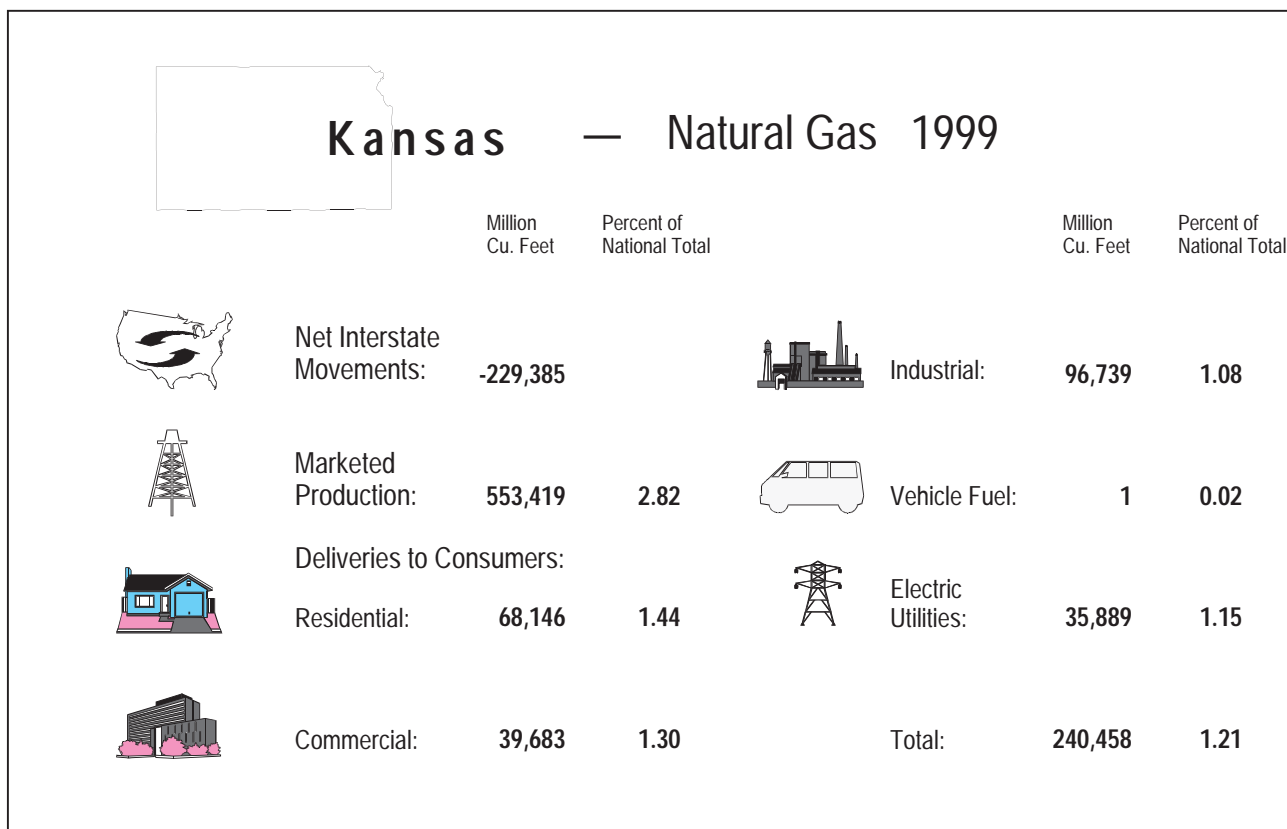 Kansas — Natural Gas 1999
Million Cu. Feet
Percent of National Total
Million Cu. Feet
Percent of National Total
Net Interstate
Movements: -229,385
Industrial: 96,739 1.08
Marketed
Production: 553,419 2.82
Vehicle Fuel: 1 0.02
Deliveries to Consumers:
Residential: 68,146 1.44
Electric
Utilities: 35,889 1.15
Commercial: 39,683 1.30
Total: 240,458 1.21